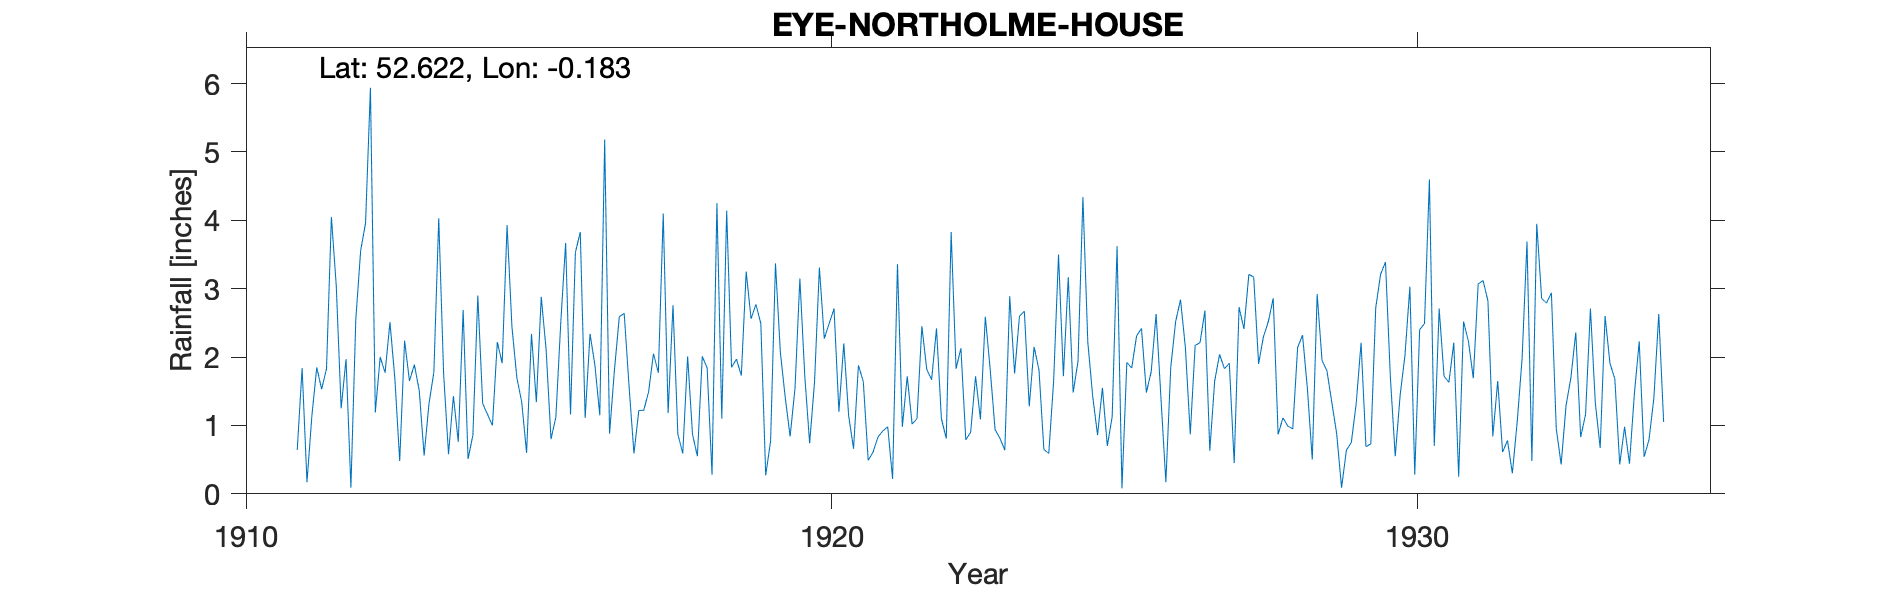 EYE-NORTHOLME-HOUSE
Lat: 52.622, Lon: -0.183
6
5
4
3
2
1
0
Rainfall [inches]
1910 1920 1930
Year